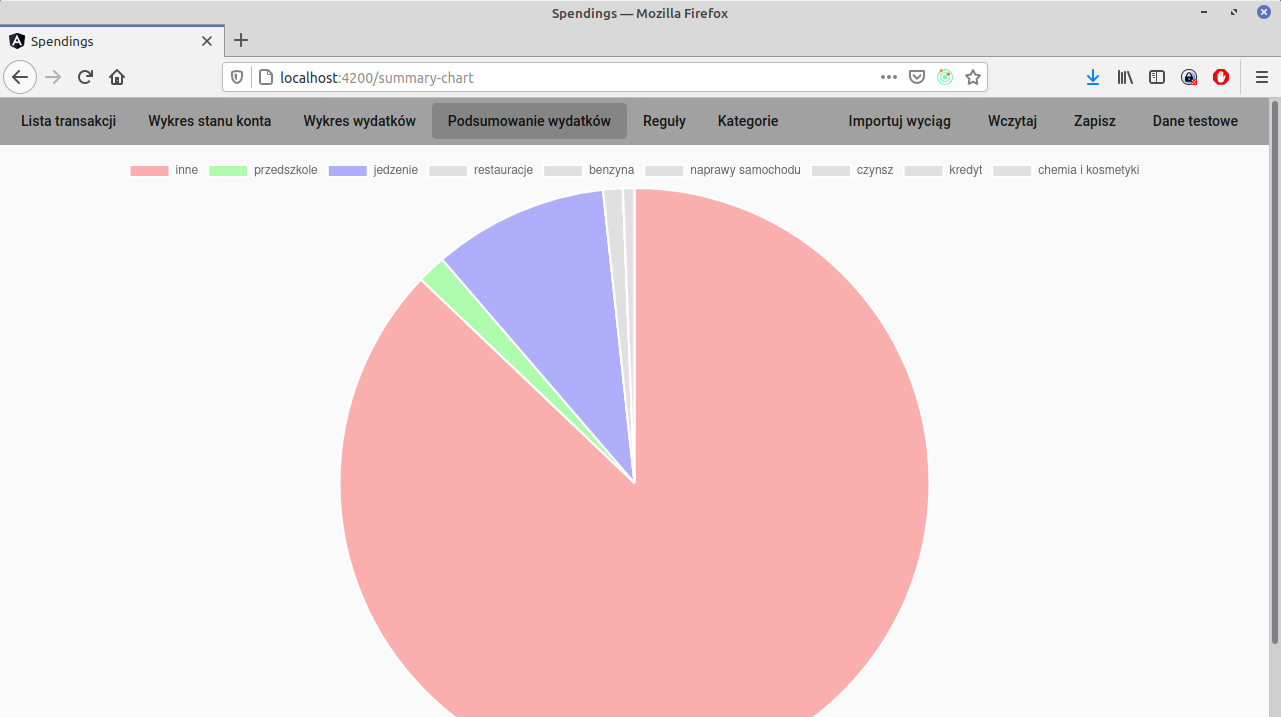 Spendings — Mozilla Firefox
Spendings
localhost:4200/summary-chart
Lista transakcji Wykres stanu konta Wykres wydatków Podsumowanie wydatków Reguły Kategorie Importuj wyciąg Wczytaj Zapisz Dane testowe
inne przedszkole jedzenie restauracje benzyna naprawy samochodu czynsz kredyt chemia i kosmetyki